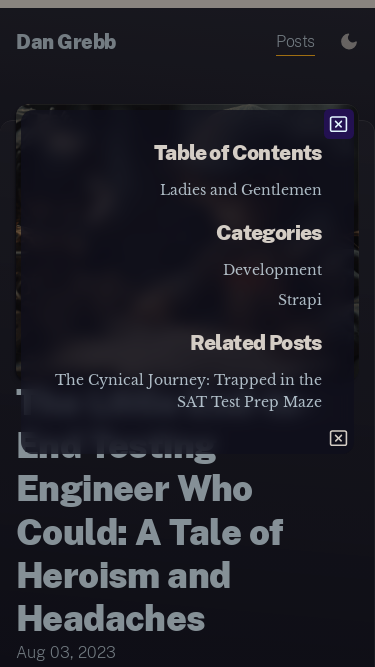 Dan Grebb
Posts
Table of Contents
Ladies and Gentlemen
Categories
Development
Strapi
Related Posts
The Cynical Journey: Trapped in the
SAT Test Prep Maze
End Testing
Engineer Who
Could: A Tale of
Heroism and
Headaches
Aug 03, 2023